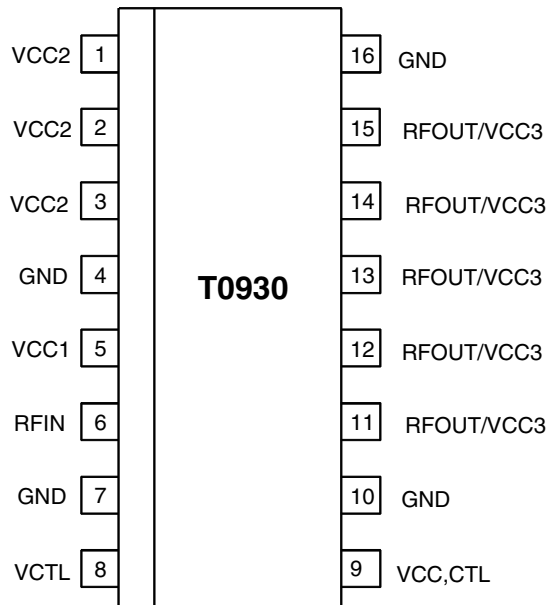 VCC2 1 16 GND
VCC2 2 15 RFOUT/VCC3
VCC2 3 14 RFOUT/VCC3
GND 4 T0930 13 RFOUT/VCC3
VCC1 5 12 RFOUT/VCC3
RFIN 6 11 RFOUT/VCC3
GND 7 10 GND
VCTL 8 9 VCC,CTL